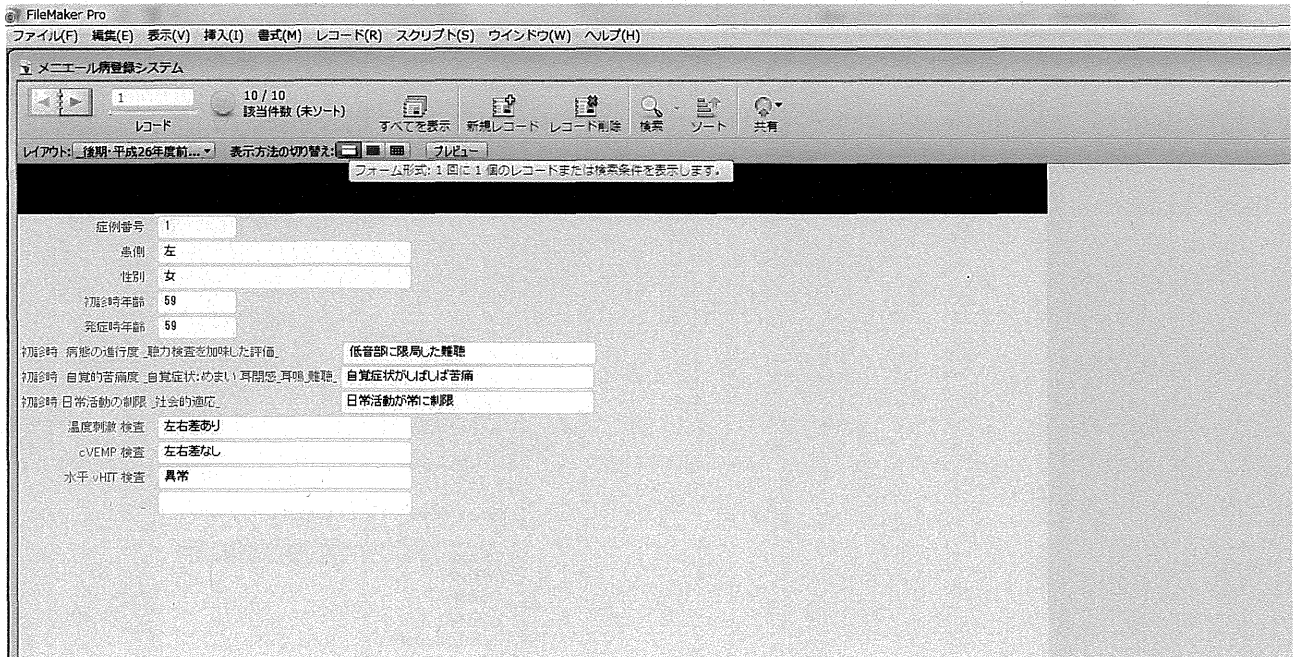 FileMaker Pro
ファイル(F) 編集(E) 表示(V) 挿入(I) 書式(M) レコード(R) スクリプト(S) ウインドウ(W) ヘルプ(H)
メニエール病登録システム
1
レコード
10 / 10
該当件数 (未ソート)
すべてを表示 新規レコード レコード削除 検索 ソート 共有
レイアウト: _後期・平成26年度前... 表示方法の切り替え: プレビュー
フォーム形式: 1 回に 1 個のレコードまたは検索条件を表示します。
症例番号 1
患側 左
性別 女
初診時年齢 59
発症時年齢 59
初診時 病態の進行度 _聴力検査を加味した評価_ 低音部に限局した難聴
初診時 自覚的苦痛度 _自覚症状:めまい 耳閉感_耳鳴_難聴_ 自覚症状がしばしば苦痛
初診時 日常活動の制限 _社会的適応_ 日常活動が常に制限
温度刺激 検査 左右差あり
cVEMP 検査 左右差なし
水平 vHIT 検査 異常